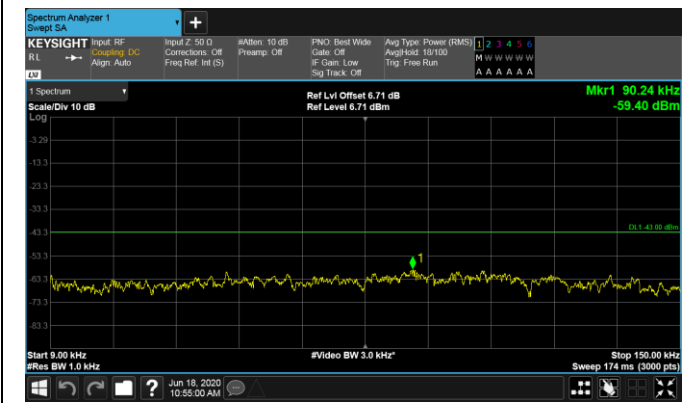 Spectrum Analyzer 1
Swept SA
+
KEYSIGHT
RL
LXI
Input: RF
Coupling: DC
Align: Auto
Input Z: 50 Ω
Corrections: Off
Freq Ref: Int (S)
#Atten: 10 dB
Preamp: Off
PNO: Best Wide
Gate: Off
IF Gain: Low
Sig Track: Off
Avg Type: Power (RMS)
Avg|Hold: 18/100
Trig: Free Run
1 2 3 4 5 6
M W W W W W
A A A A A A
1 Spectrum
Scale/Div 10 dB
Ref Lvl Offset 6.71 dB
Ref Level 6.71 dBm
Mkr1 90.24 kHz
-59.40 dBm
Log
-3.29
-13.3
-23.3
-33.3
DL1 -43.00 dBm
-43.3
-53.3
1
-63.3
-73.3
-83.3
Start 9.00 kHz
#Res BW 1.0 kHz
#Video BW 3.0 kHz*
Stop 150.00 kHz
Sweep 174 ms (3000 pts)
?
Jun 18, 2020
10:55:00 AM